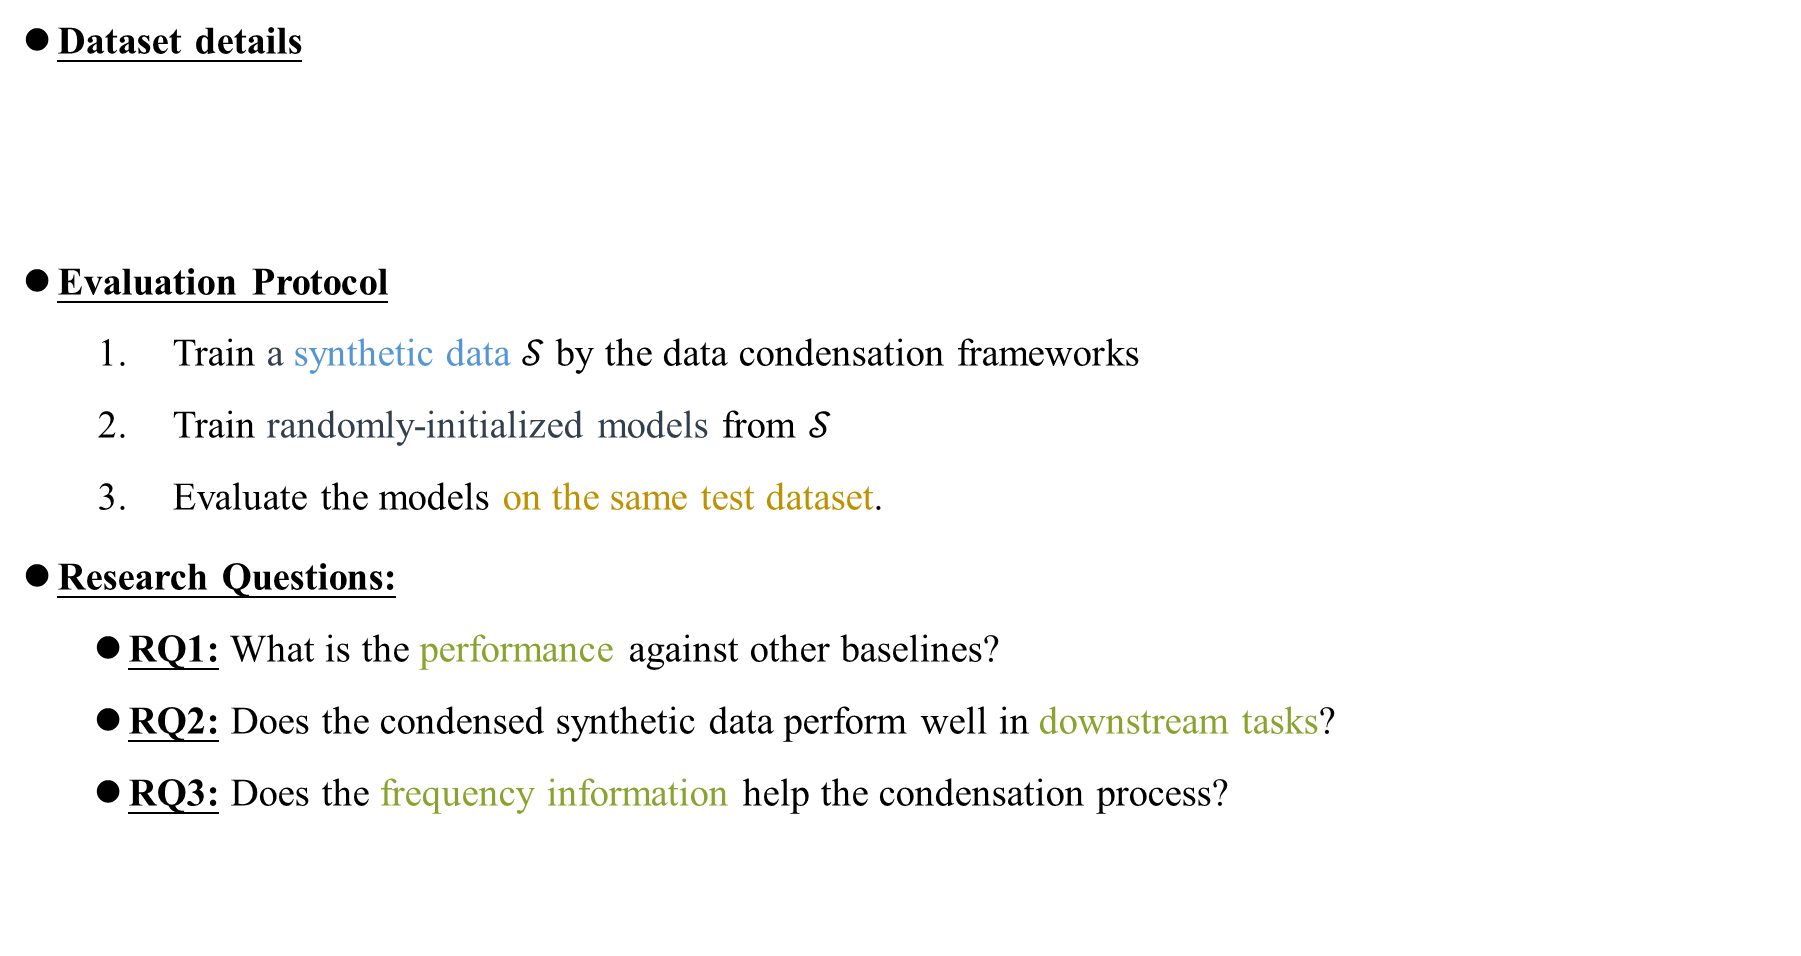 ● Dataset details
● Evaluation Protocol
1. Train a synthetic data 𝒮 by the data condensation frameworks
2. Train randomly-initialized models from 𝒮
3. Evaluate the models on the same test dataset.
● Research Questions:
● RQ1: What is the performance against other baselines?
● RQ2: Does the condensed synthetic data perform well in downstream tasks?
● RQ3: Does the frequency information help the condensation process?